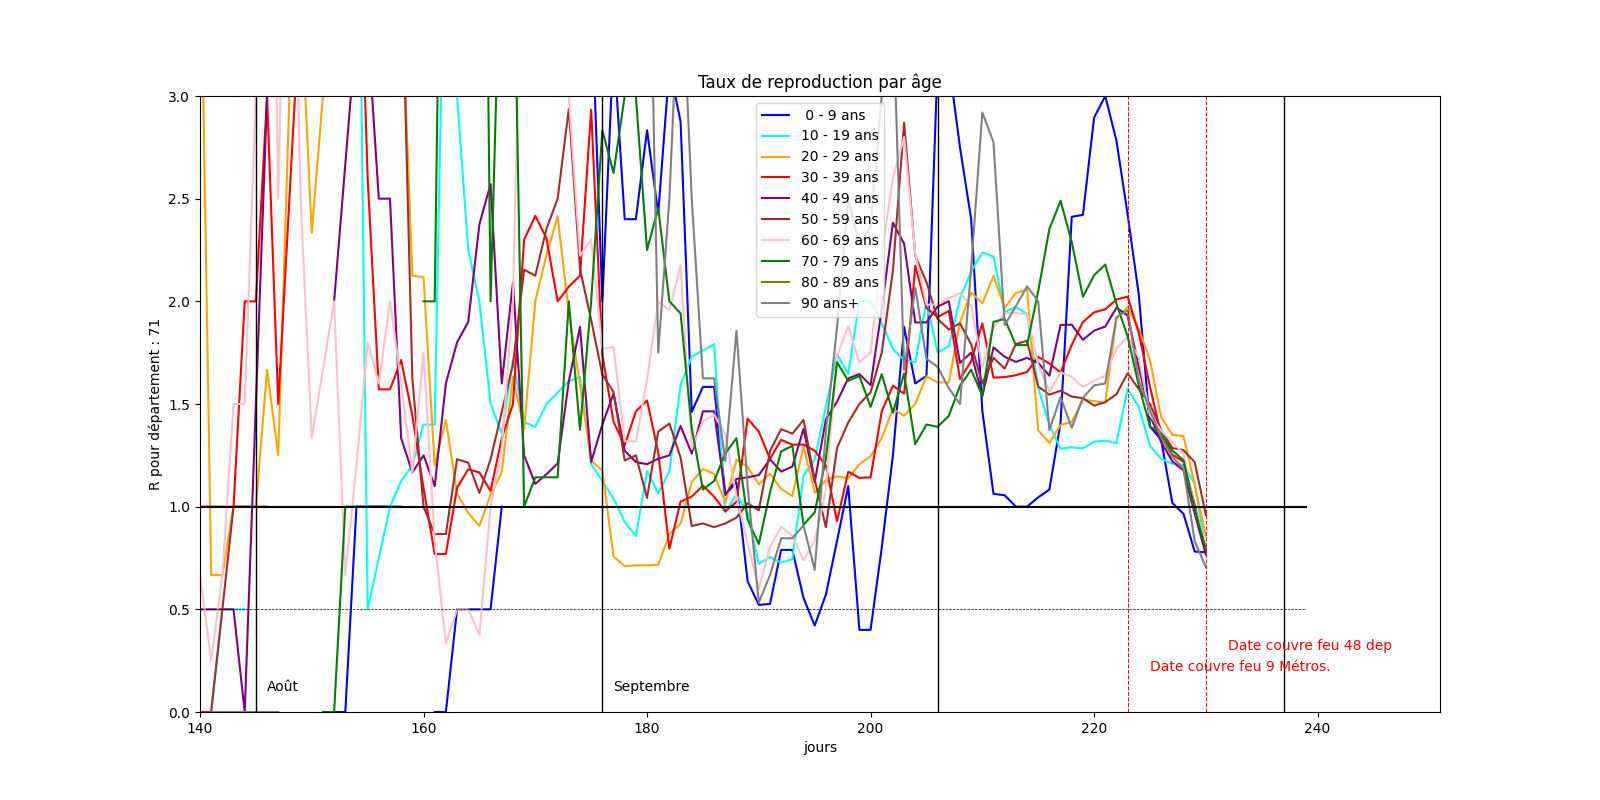 Taux de reproduction par âge
R pour département : 71
3.0
2.5
2.0
1.5
1.0
0.5
0.0
0 - 9 ans
10 - 19 ans
20 - 29 ans
30 - 39 ans
40 - 49 ans
50 - 59 ans
60 - 69 ans
70 - 79 ans
80 - 89 ans
90 ans+
Date couvre feu 48 dep
Date couvre feu 9 Métros.
Août
Septembre
140
160
180
200
220
240
jours